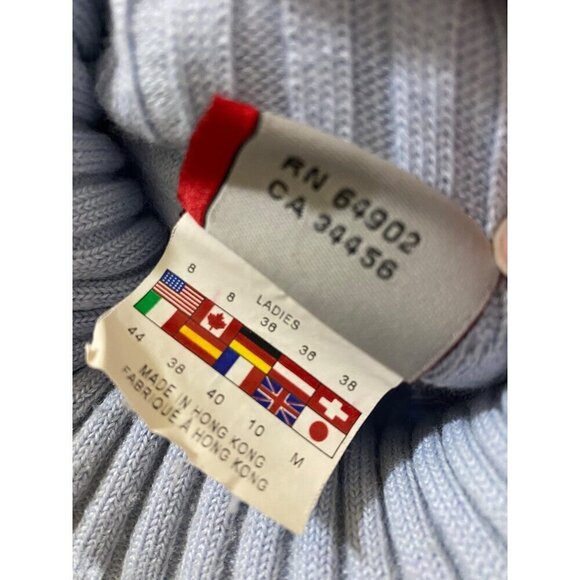 RN 64902
CA 34456
LADIES
8 8 38 36 38
44 38 40 10 M
MADE IN HONG KONG
FABRIQUE À HONG KONG